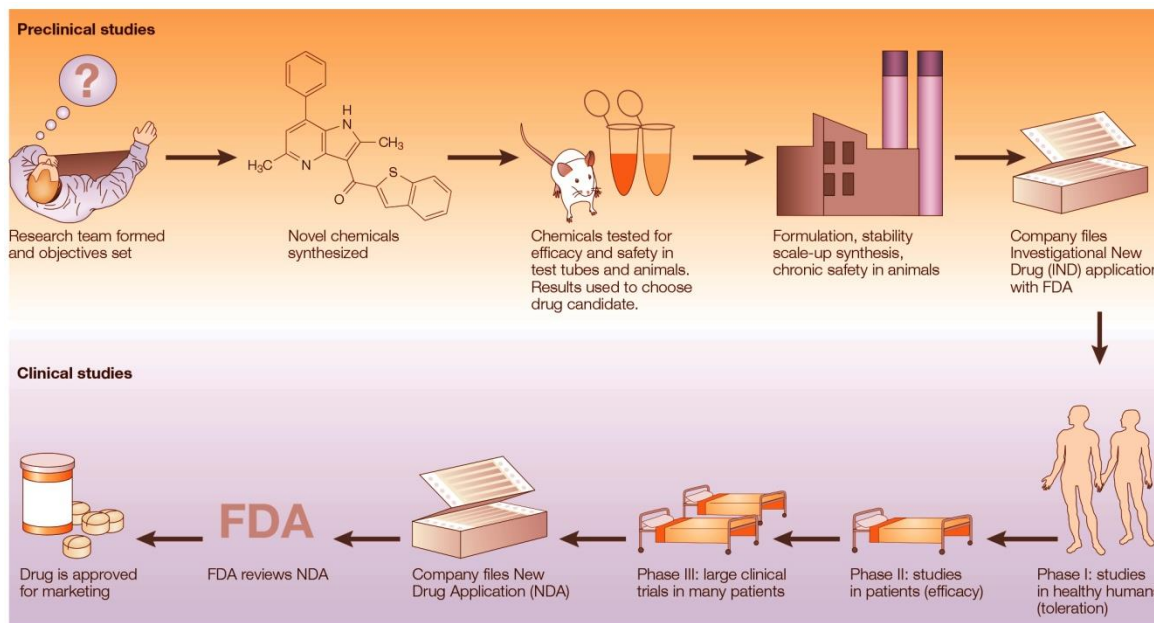 Preclinical studies
?
H
N
CH3
CH3
N
S
O
Research team formed
and objectives set
Novel chemicals
synthesized
Chemicals tested for
efficacy and safety in
test tubes and animals.
Results used to choose
drug candidate.
Formulation, stability
scale-up synthesis,
chronic safety in animals
Company files
Investigational New
Drug (IND) application
with FDA
Clinical studies
FDA
Drug is approved
for marketing
FDA reviews NDA
Company files New
Drug Application (NDA)
Phase III: large clinical
trials in many patients
Phase II: studies
in patients (efficacy)
Phase I: studies
in healthy humans
(toleration)